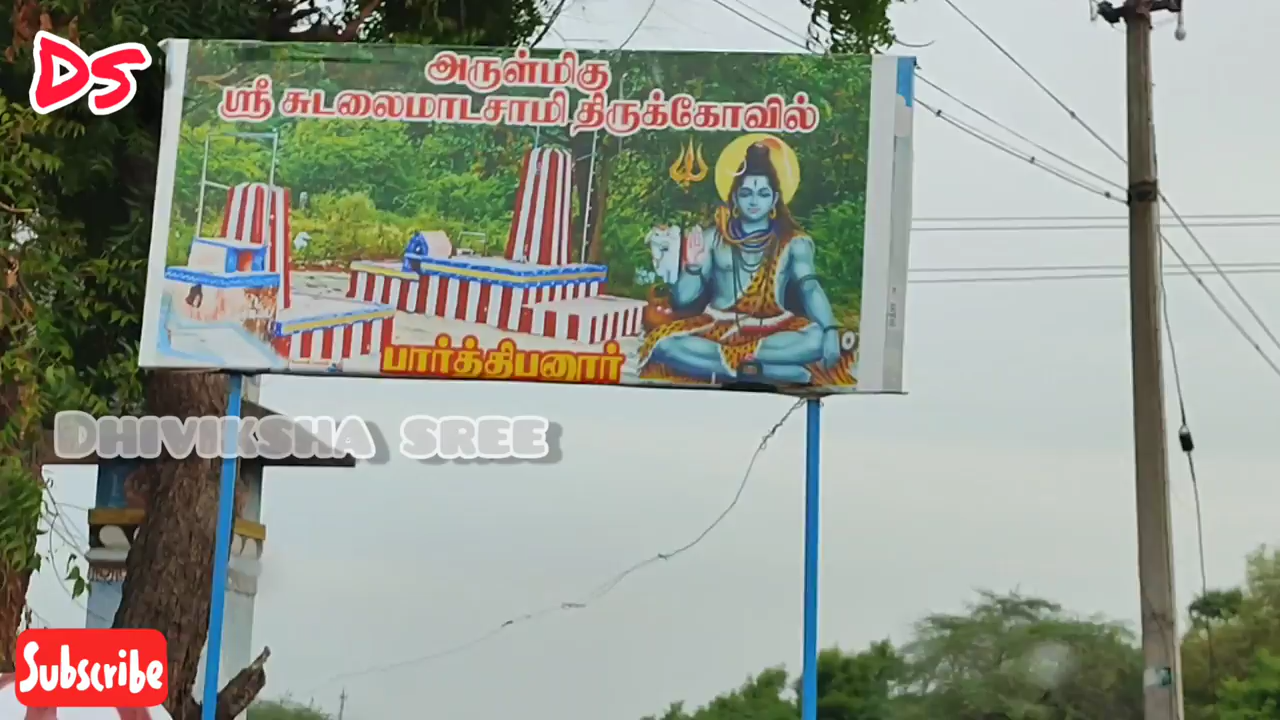 DS
அருள்மிகு
ஸ்ரீ சுடலைமாடசாமி திருக்கோவில்
பார்த்திபனூர்
DHIVIKSHA SREE
Subscribe